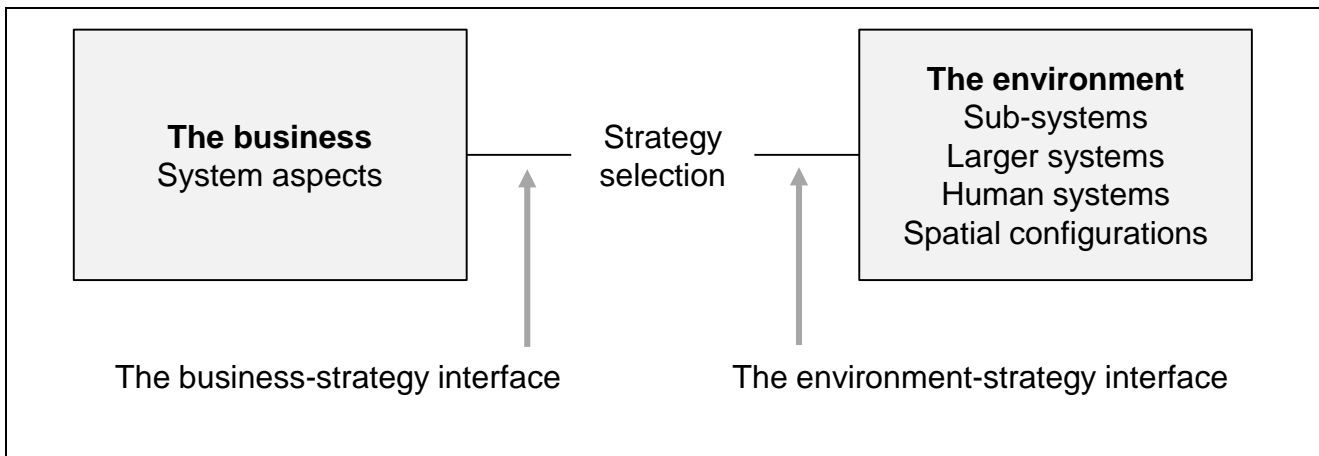 The business
System aspects
Strategy
selection
The environment
Sub-systems
Larger systems
Human systems
Spatial configurations
The business-strategy interface
The environment-strategy interface